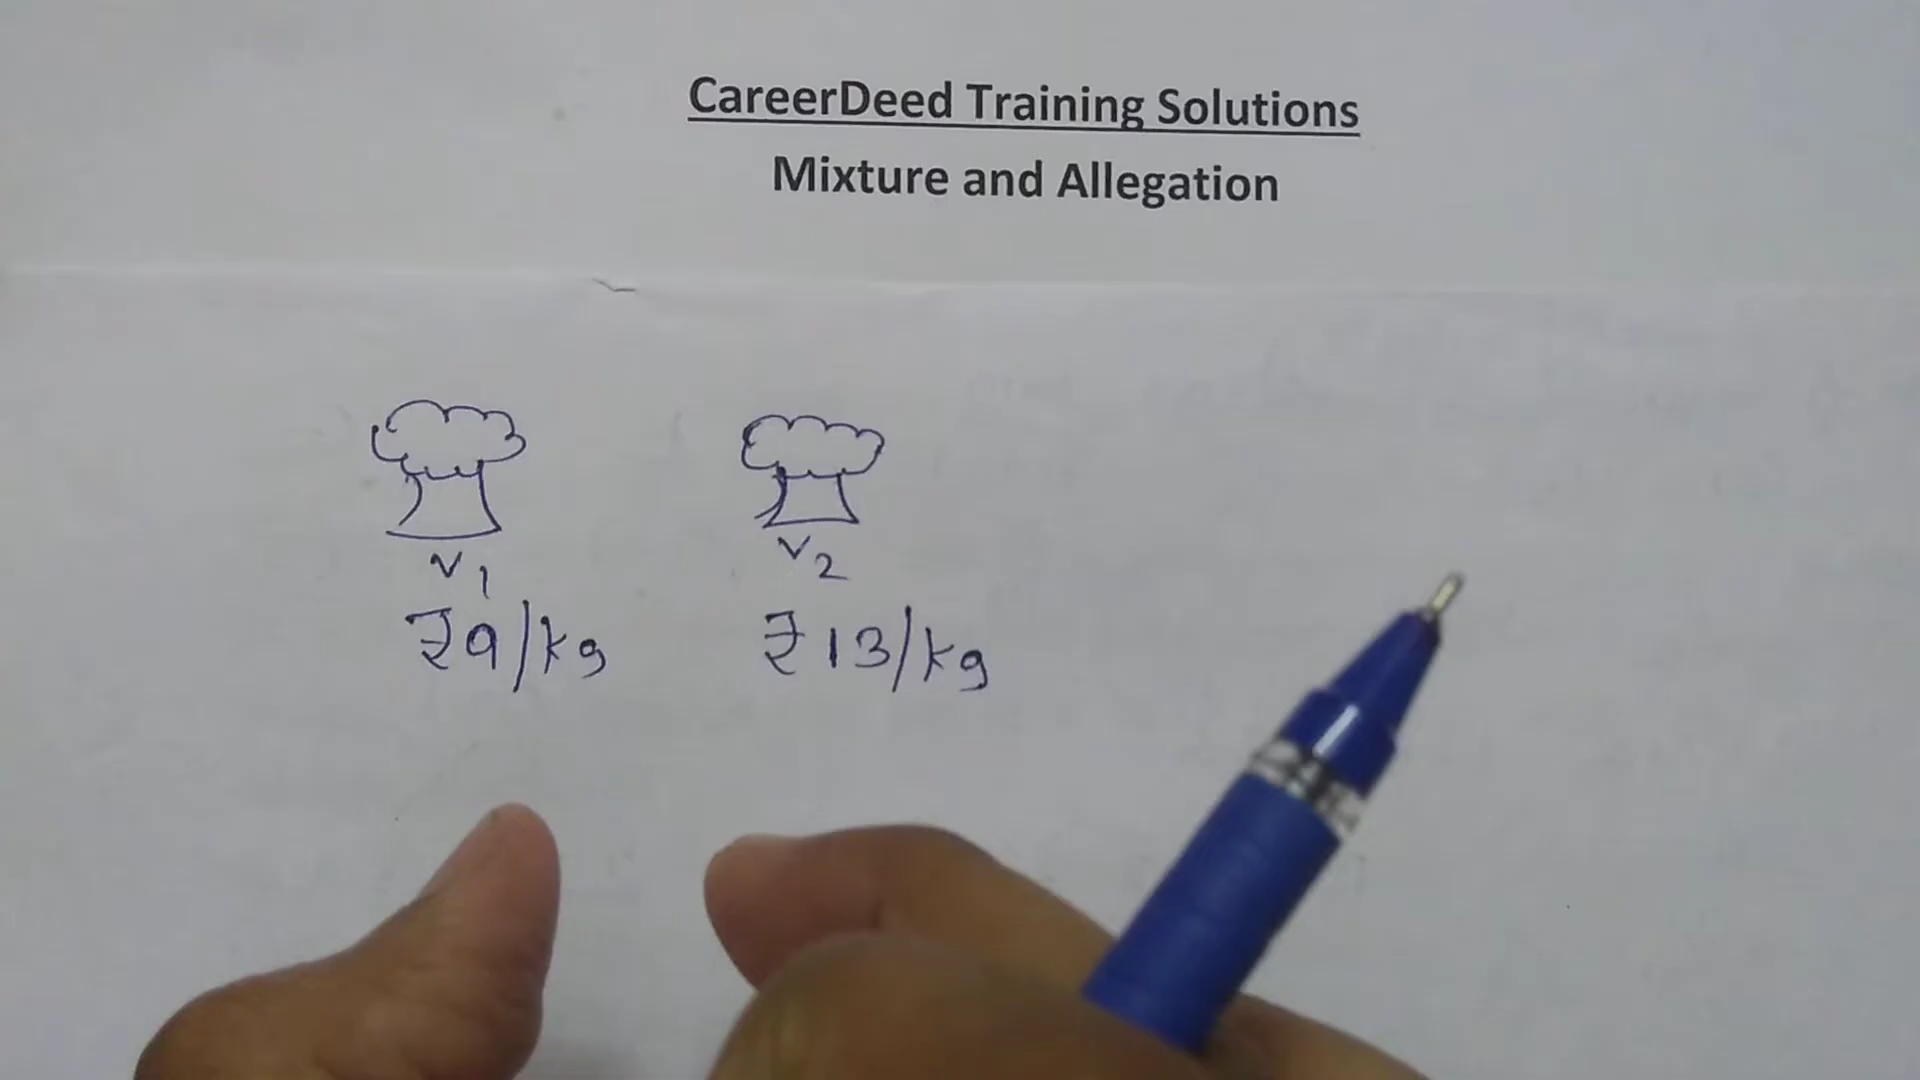 CareerDeed Training Solutions
Mixture and Allegation
V1 V2
₹9/kg ₹13/kg